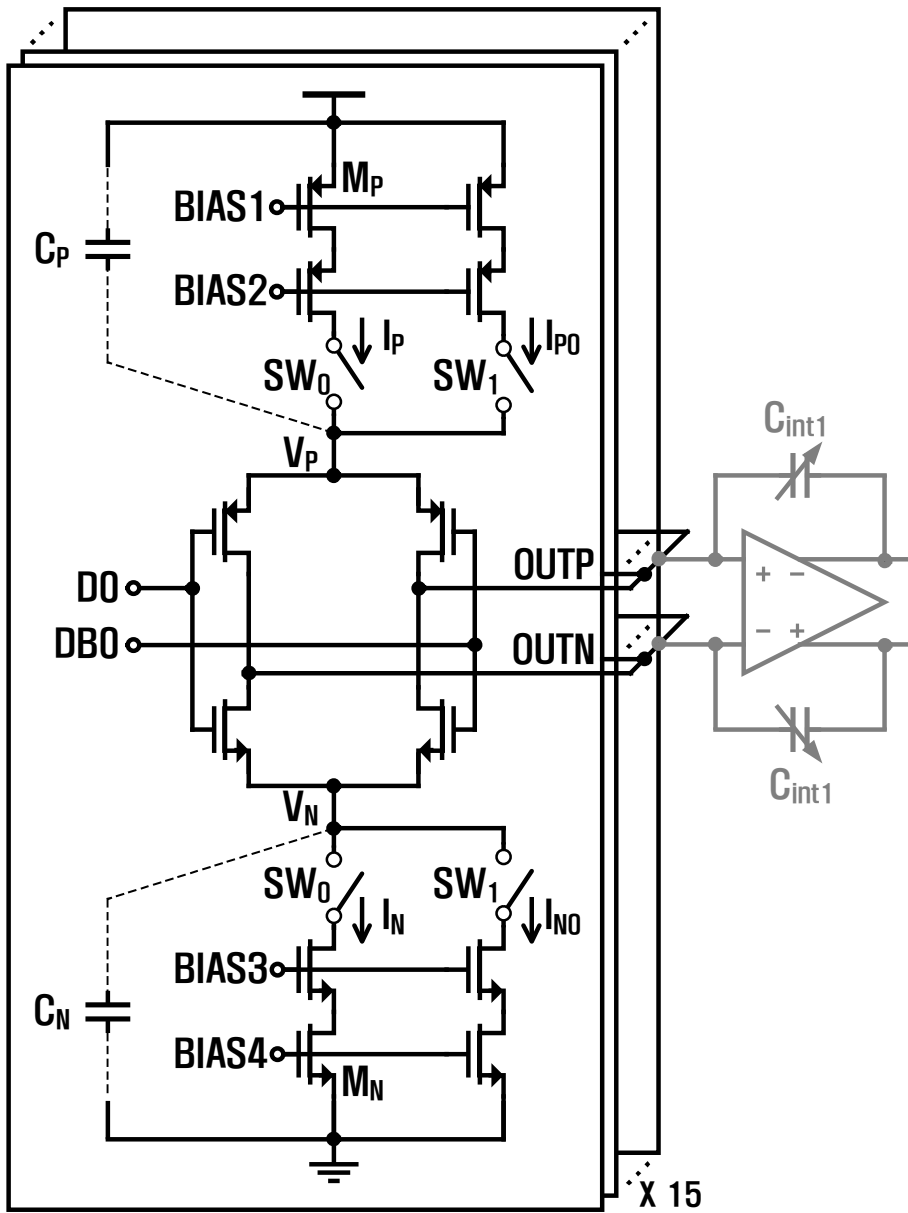 MP
BIAS1
CP
BIAS2
IP
IP0
SW0
SW1
VP
Cint1
D0
OUTP
+ −
DB0
OUTN
− +
VN
Cint1
SW0
SW1
IN
IN0
BIAS3
CN
BIAS4
MN
X 15